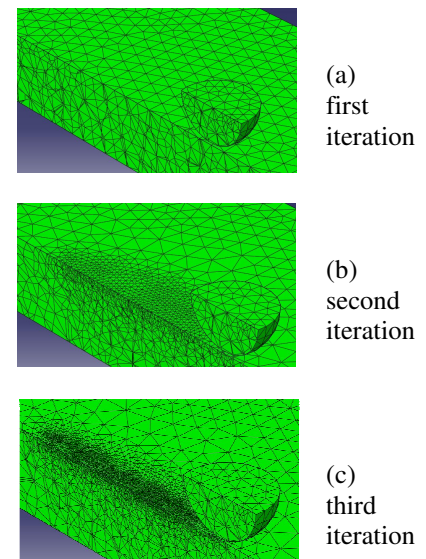 (a)
first
iteration
(b)
second
iteration
(c)
third
iteration